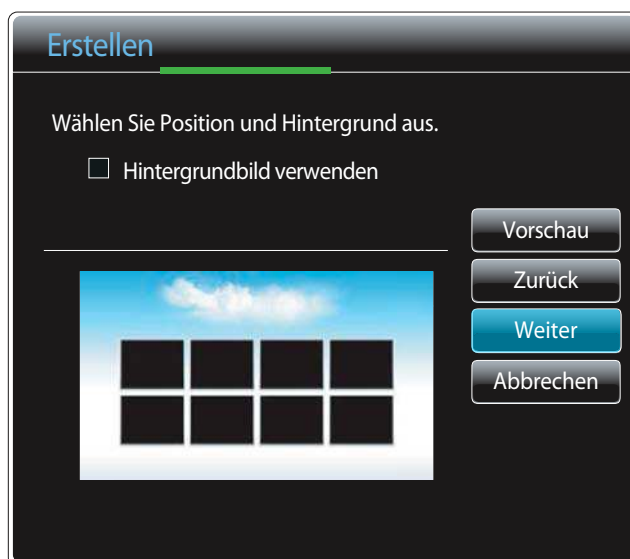 Erstellen
Wählen Sie Position und Hintergrund aus.
Hintergrundbild verwenden
Vorschau
Zurück
Weiter
Abbrechen